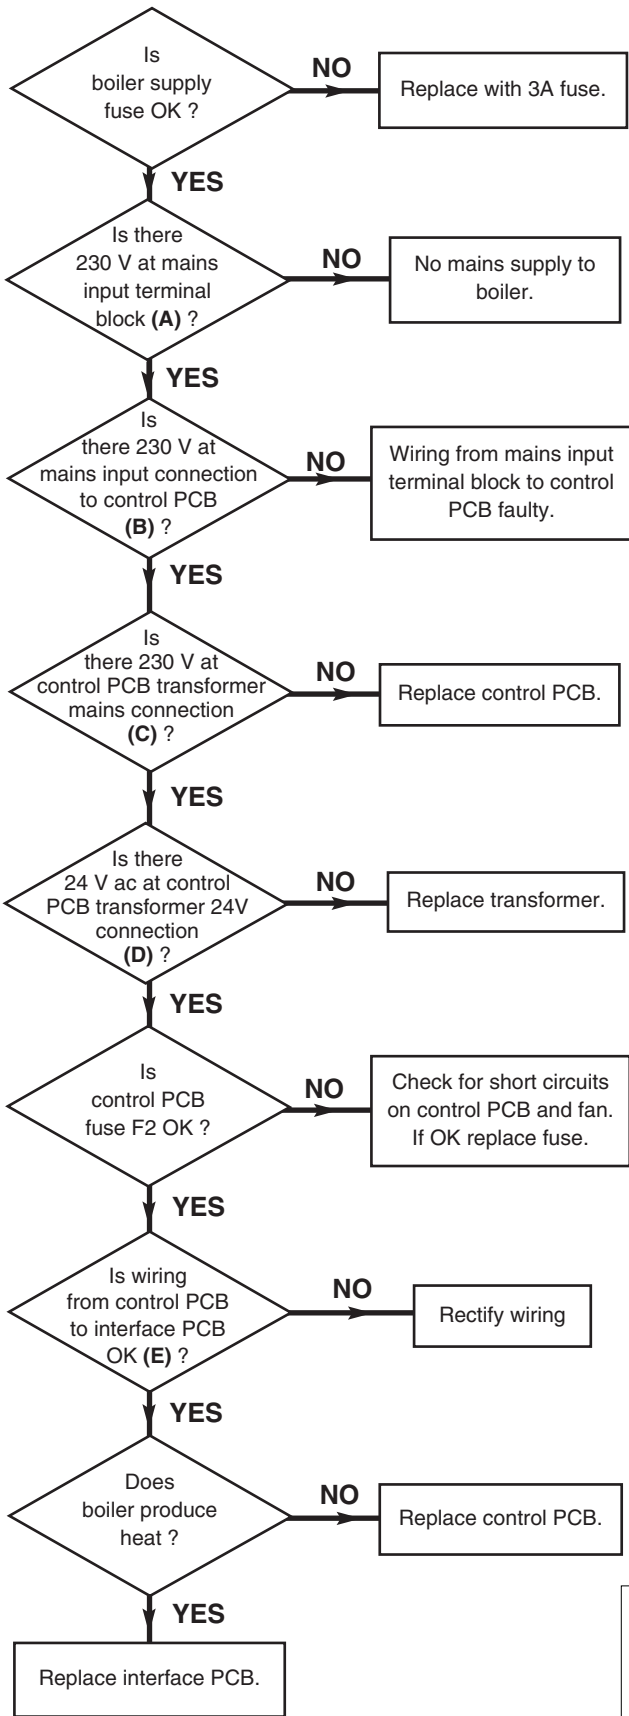 Is
boiler supply
fuse OK ?
NO
Replace with 3A fuse.
YES
Is there
230 V at mains
input terminal
block (A) ?
NO
No mains supply to
boiler.
YES
Is
there 230 V at
mains input connection
to control PCB
(B) ?
NO
Wiring from mains input
terminal block to control
PCB faulty.
YES
Is
there 230 V at
control PCB transformer
mains connection
(C) ?
NO
Replace control PCB.
YES
Is there
24 V ac at control
PCB transformer 24V
connection
(D) ?
NO
Replace transformer.
YES
Is
control PCB
fuse F2 OK ?
NO
Check for short circuits
on control PCB and fan.
If OK replace fuse.
YES
Is wiring
from control PCB
to interface PCB
OK (E) ?
NO
Rectify wiring
YES
Does
boiler produce
heat ?
NO
Replace control PCB.
YES
Replace interface PCB.